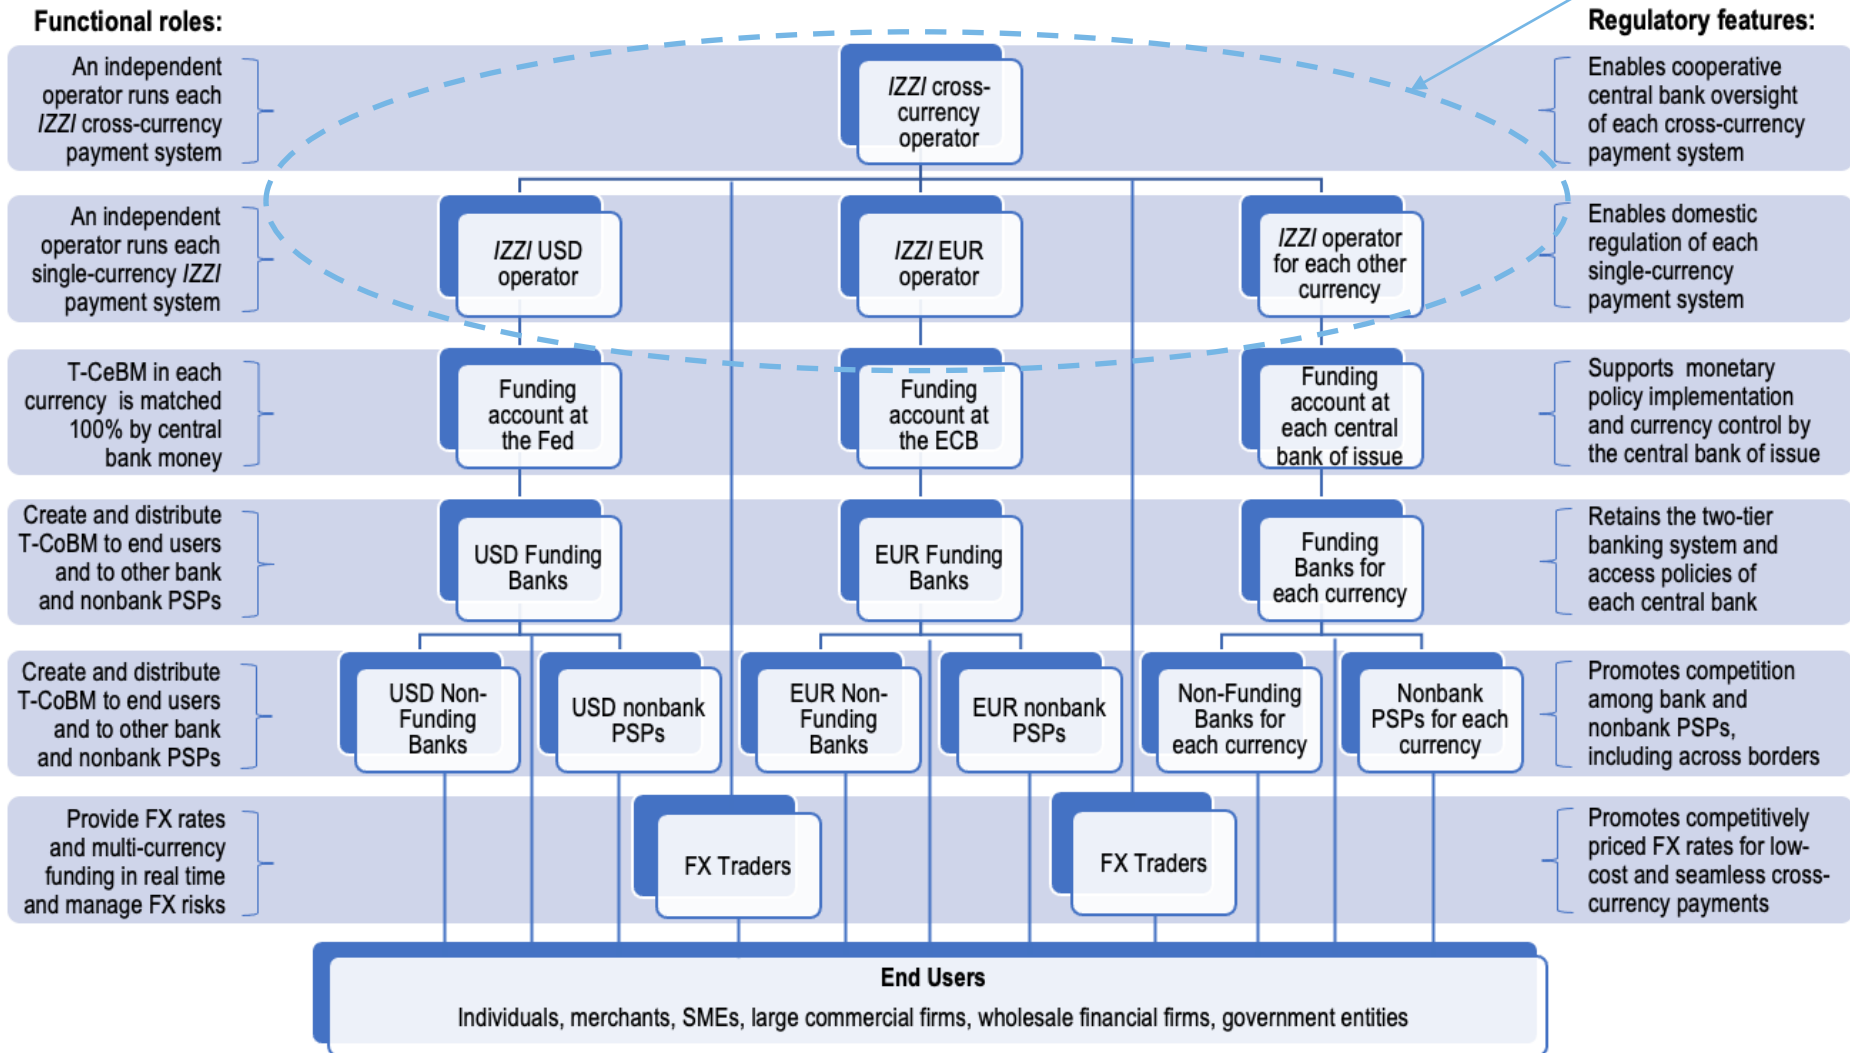 Functional roles:
Regulatory features:
An independent
operator runs each
IZZI cross-currency
payment system
IZZI cross-
currency
operator
Enables cooperative
central bank oversight
of each cross-currency
payment system
An independent
operator runs each
single-currency IZZI
payment system
IZZI USD
operator
IZZI EUR
operator
IZZI operator
for each other
currency
Enables domestic
regulation of each
single-currency
payment system
T-CeBM in each
currency is matched
100% by central
bank money
Funding
account at
the Fed
Funding
account at
the ECB
Funding
account at
each central
bank of issue
Supports monetary
policy implementation
and currency control by
the central bank of issue
Create and distribute
T-CoBM to end users
and to other bank
and nonbank PSPs
USD Funding
Banks
EUR Funding
Banks
Funding
Banks for
each currency
Retains the two-tier
banking system and
access policies of
each central bank
Create and distribute
T-CoBM to end users
and to other bank
and nonbank PSPs
USD Non-
Funding
Banks
USD nonbank
PSPs
EUR Non-
Funding
Banks
EUR nonbank
PSPs
Non-Funding
Banks for
each currency
Nonbank
PSPs for each
currency
Promotes competition
among bank and
nonbank PSPs,
including across borders
Provide FX rates
and multi-currency
funding in real time
and manage FX risks
FX Traders
FX Traders
Promotes competitively
priced FX rates for low-
cost and seamless cross-
currency payments
End Users
Individuals, merchants, SMEs, large commercial firms, wholesale financial firms, government entities